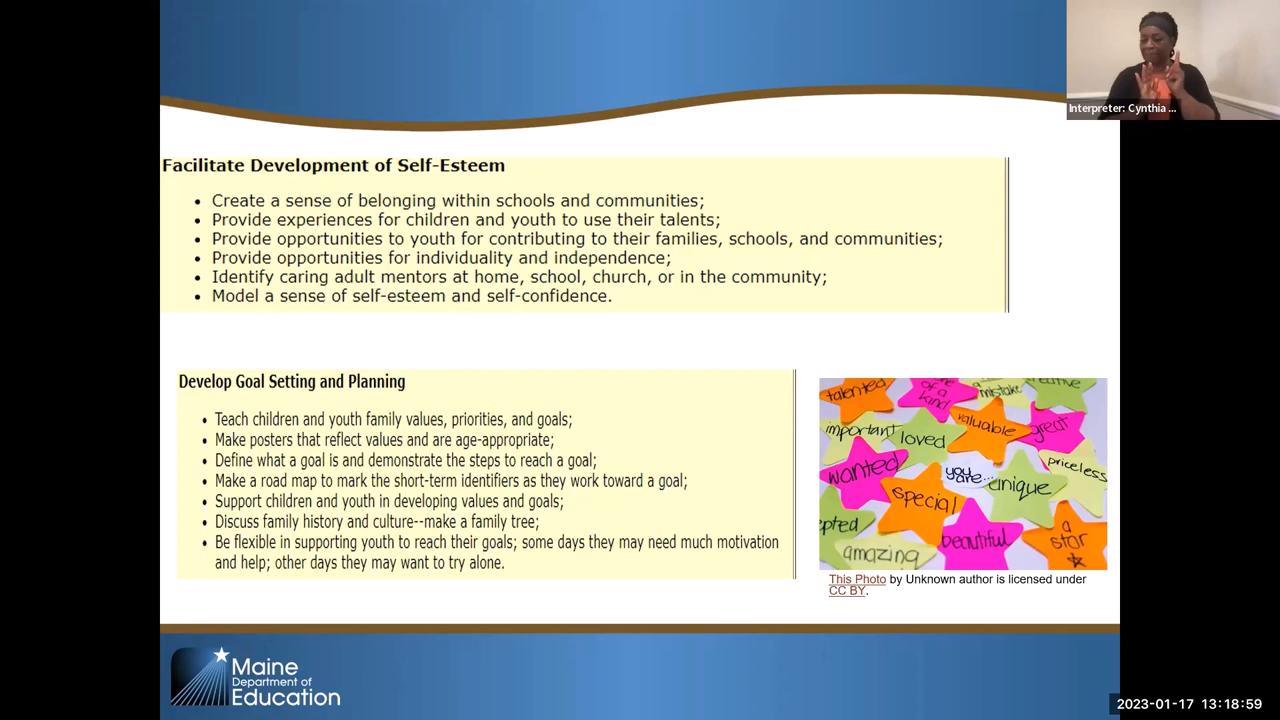 Interpreter: Cynthia ...
Facilitate Development of Self-Esteem
• Create a sense of belonging within schools and communities;
• Provide experiences for children and youth to use their talents;
• Provide opportunities to youth for contributing to their families, schools, and communities;
• Provide opportunities for individuality and independence;
• Identify caring adult mentors at home, school, church, or in the community;
• Model a sense of self-esteem and self-confidence.
Develop Goal Setting and Planning
• Teach children and youth family values, priorities, and goals;
• Make posters that reflect values and are age-appropriate;
• Define what a goal is and demonstrate the steps to reach a goal;
• Make a road map to mark the short-term identifiers as they work toward a goal;
• Support children and youth in developing values and goals;
• Discuss family history and culture--make a family tree;
• Be flexible in supporting youth to reach their goals; some days they may need much motivation
and help; other days they may want to try alone.
talented
of a
kind
mistake
important
loved
valuable
great
wanted
you
are...
unique
priceless
special
epted
amazing
beautiful
a
star
This Photo by Unknown author is licensed under
CC BY.
Maine
Department of
Education
2023-01-17 13:18:59